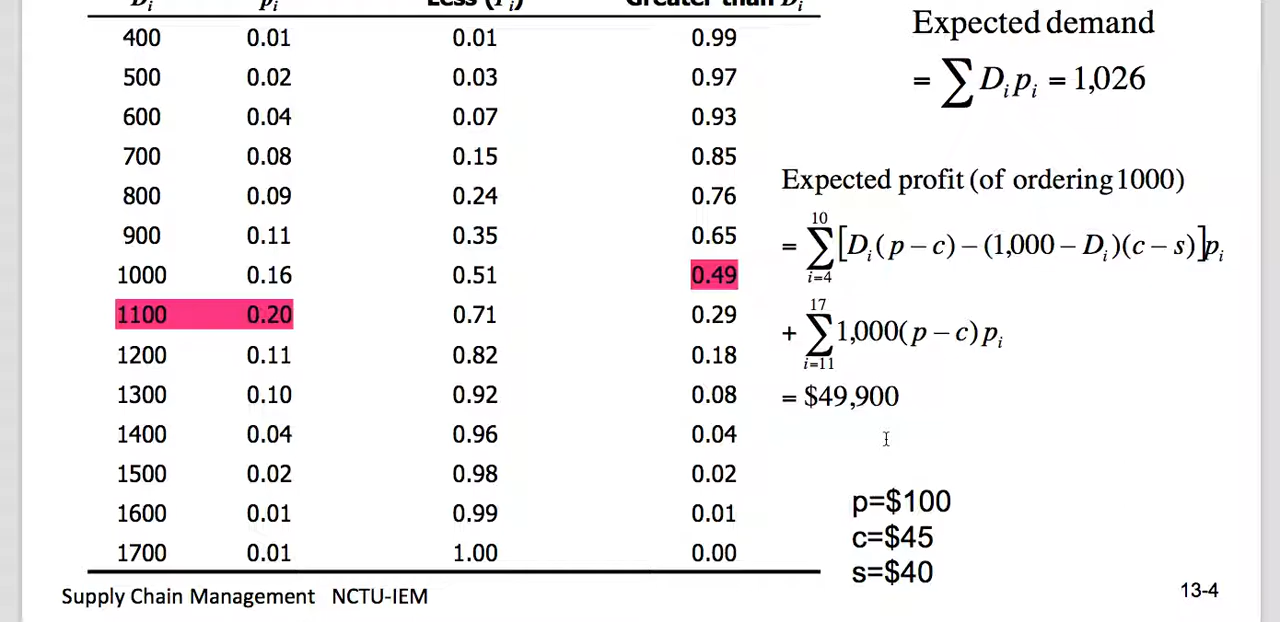 400 0.01 0.01 0.99
500 0.02 0.03 0.97
600 0.04 0.07 0.93
700 0.08 0.15 0.85
800 0.09 0.24 0.76
900 0.11 0.35 0.65
1000 0.16 0.51 0.49
1100 0.20 0.71 0.29
1200 0.11 0.82 0.18
1300 0.10 0.92 0.08
1400 0.04 0.96 0.04
1500 0.02 0.98 0.02
1600 0.01 0.99 0.01
1700 0.01 1.00 0.00
Expected demand
= ∑ Dᵢpᵢ = 1,026
Expected profit (of ordering 1000)
10
= ∑[Dᵢ(p – c) – (1,000 – Dᵢ)(c – s)]pᵢ
i=4
17
+ ∑1,000(p – c)pᵢ
i=11
= $49,900
p=$100
c=$45
s=$40
Supply Chain Management NCTU-IEM
13-4